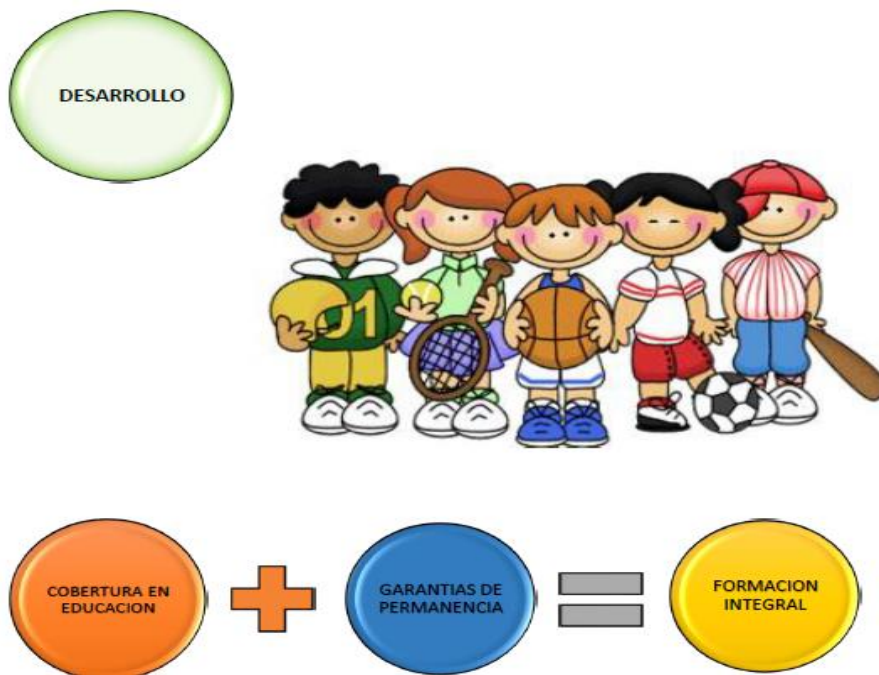 DESARROLLO
01
COBERTURA EN
EDUCACION
GARANTIAS DE
PERMANENCIA
FORMACION
INTEGRAL